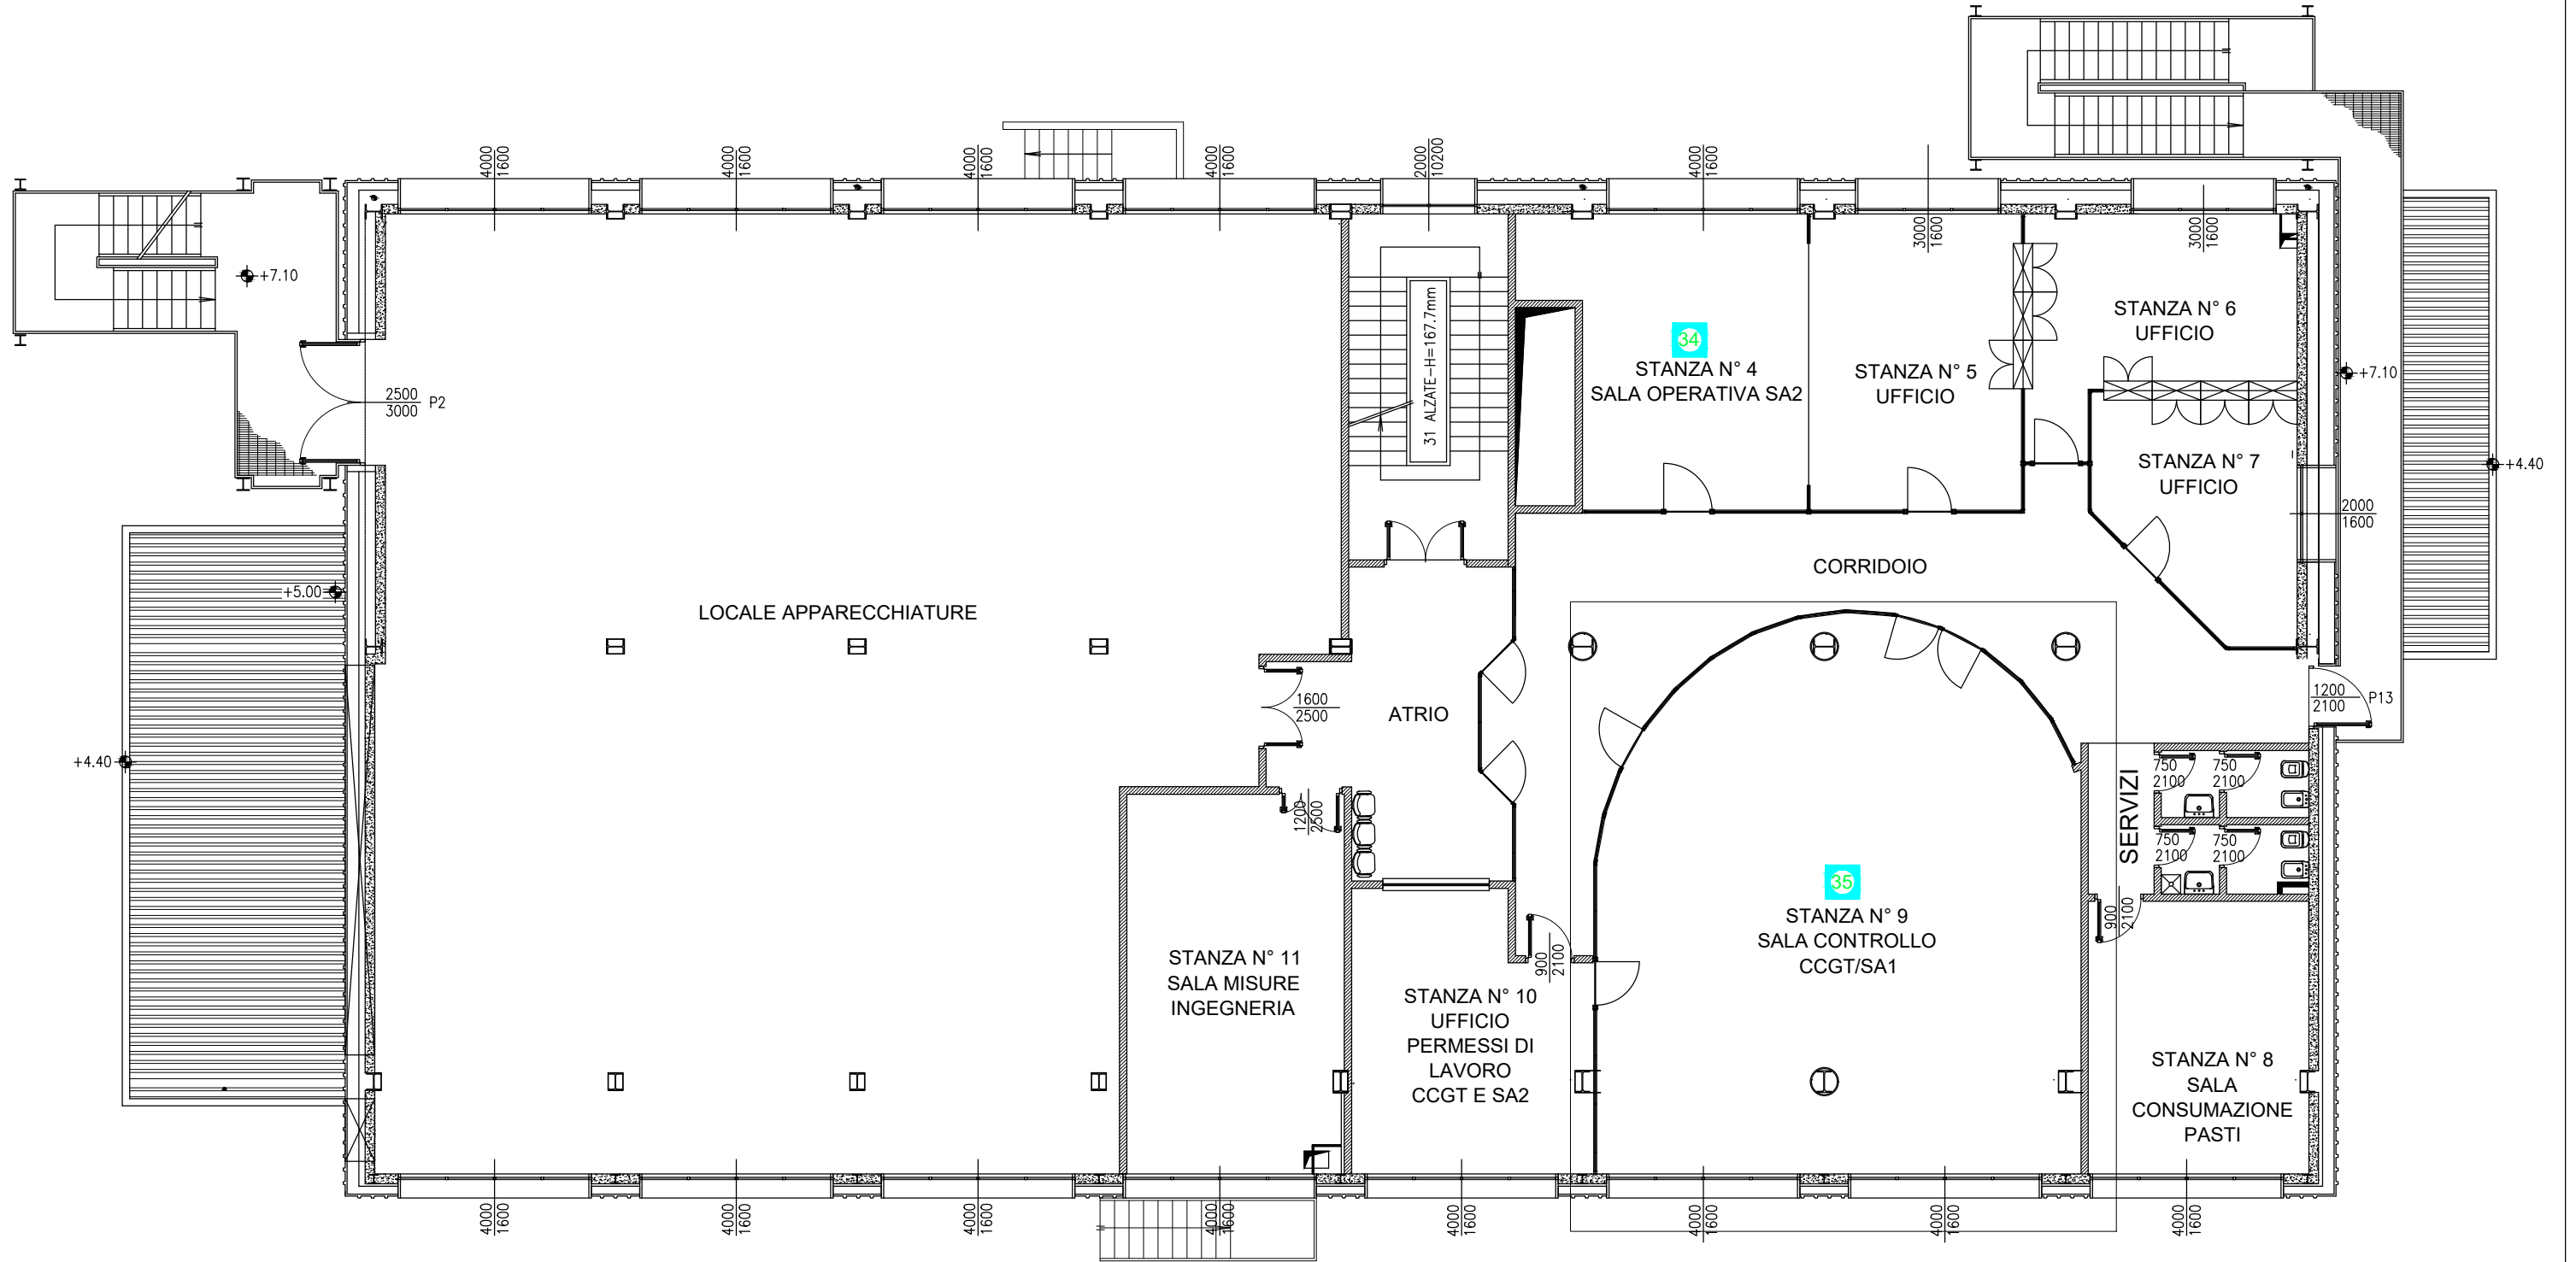 4000
1600
4000
1600
4000
1600
4000
1600
2000
10200
4000
1600
3000
1600
3000
1600
+7.10
2500
3000
P2
31 ALZATE-H=167.7mm
34
STANZA N° 4
SALA OPERATIVA SA2
STANZA N° 5
UFFICIO
STANZA N° 6
UFFICIO
+7.10
STANZA N° 7
UFFICIO
+4.40
2000
1600
CORRIDOIO
+5.00
LOCALE APPARECCHIATURE
1600
2500
ATRIO
1200
2100
P13
+4.40
1200
2500
SERVIZI
750
2100
750
2100
750
2100
750
2100
35
STANZA N° 9
SALA CONTROLLO
CCGT/SA1
900
2100
900
2100
STANZA N° 11
SALA MISURE
INGEGNERIA
STANZA N° 10
UFFICIO
PERMESSI DI
LAVORO
CCGT E SA2
STANZA N° 8
SALA
CONSUMAZIONE
PASTI
4000
1600
4000
1600
4000
1600
4000
1600
4000
1600
4000
1600
4000
1600
4000
1600